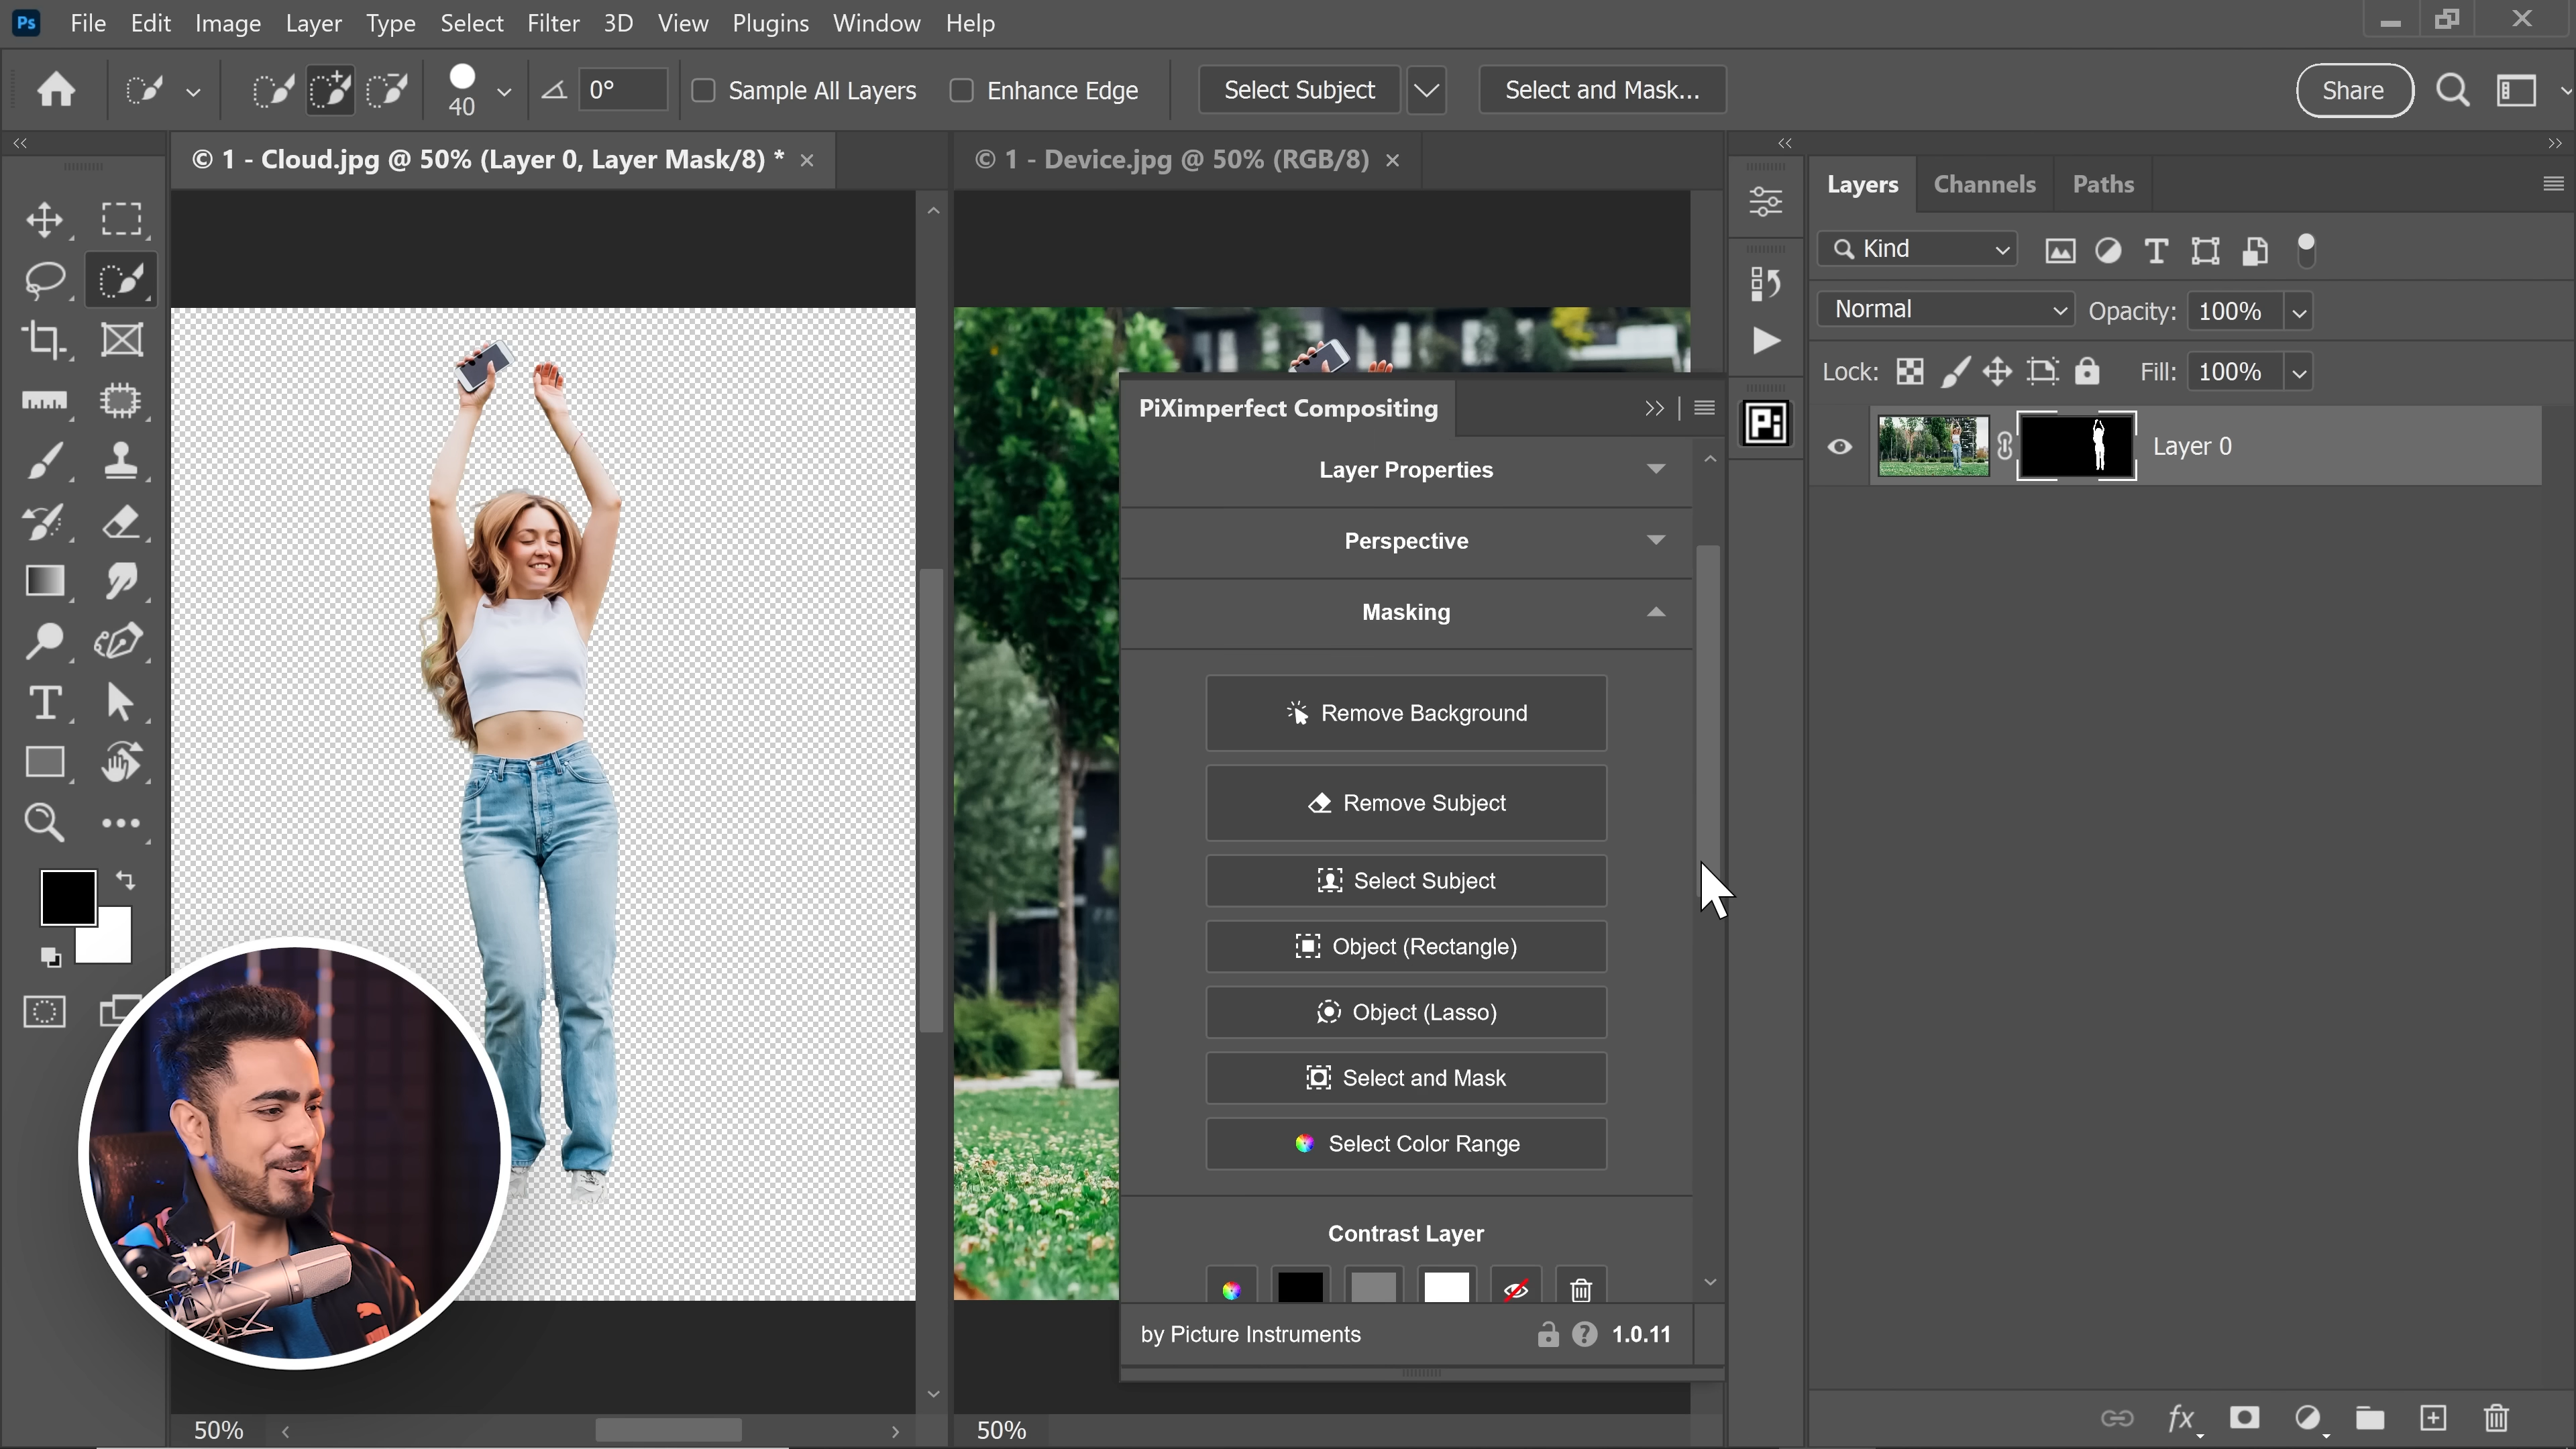 Ps File Edit Image Layer Type Select Filter 3D View Plugins Window Help
40 0° Sample All Layers Enhance Edge Select Subject Select and Mask... Share
© 1 - Cloud.jpg @ 50% (Layer 0, Layer Mask/8) * × © 1 - Device.jpg @ 50% (RGB/8) ×
Layers Channels Paths
Kind
Normal Opacity: 100%
Lock: Fill: 100%
Layer 0
PiXimperfect Compositing
Pi
Layer Properties
Perspective
Masking
Remove Background
Remove Subject
Select Subject
Object (Rectangle)
Object (Lasso)
Select and Mask
Select Color Range
Contrast Layer
by Picture Instruments ? 1.0.11
50% 50%
fx